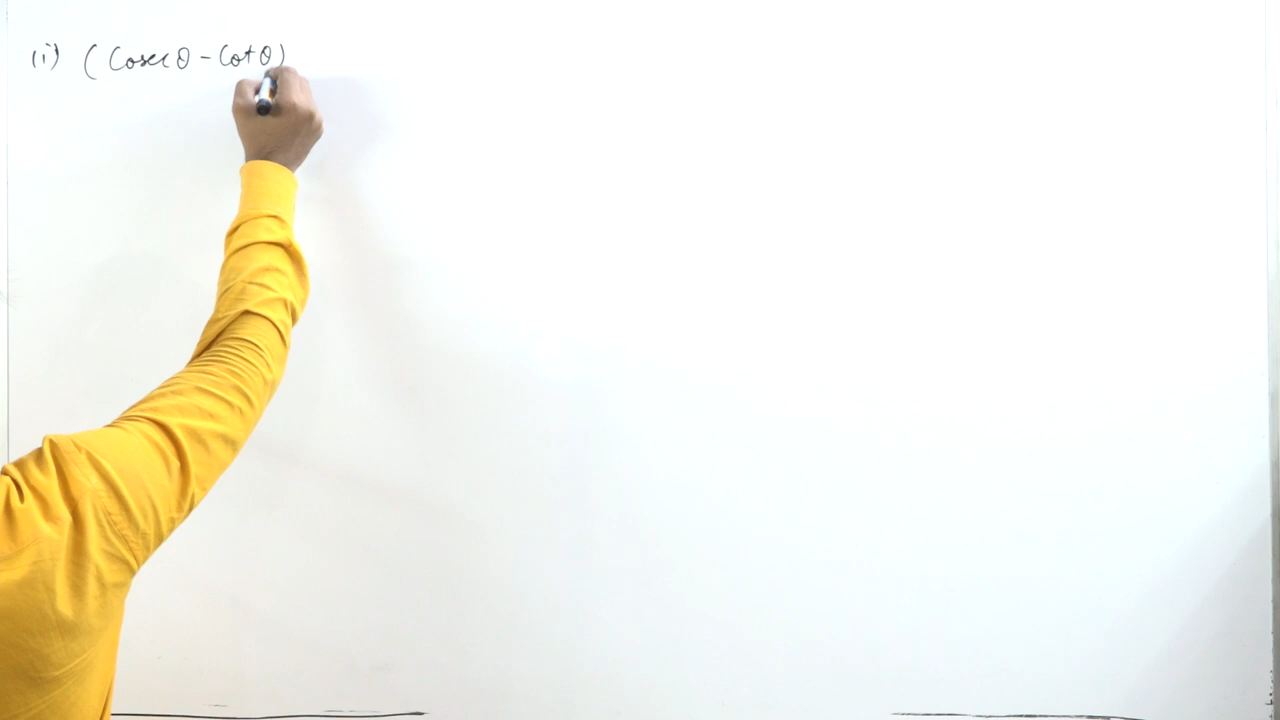 (i) (Cosec θ - Cot θ)